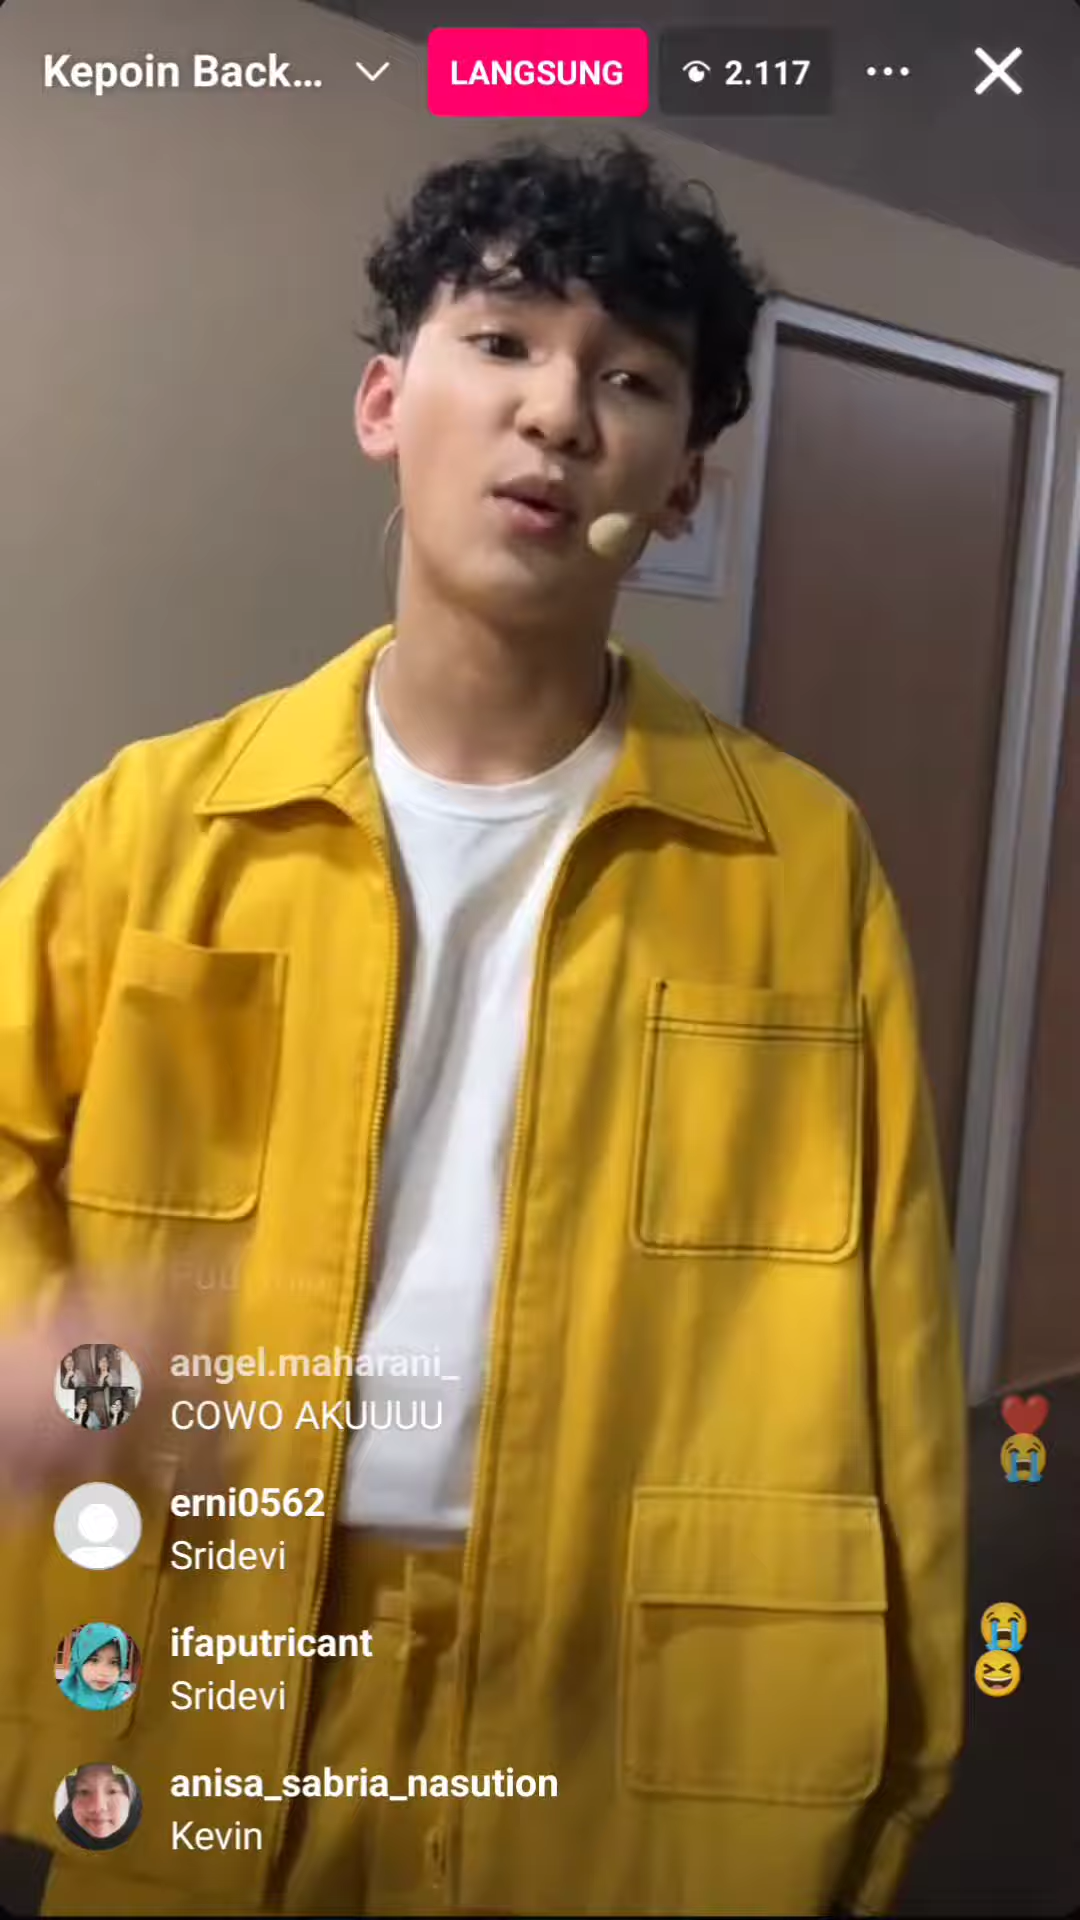 Kepoin Back...
LANGSUNG
2.117
angel.maharani_
COWO AKUUUU
erni0562
Sridevi
ifaputricant
Sridevi
anisa_sabria_nasution
Kevin